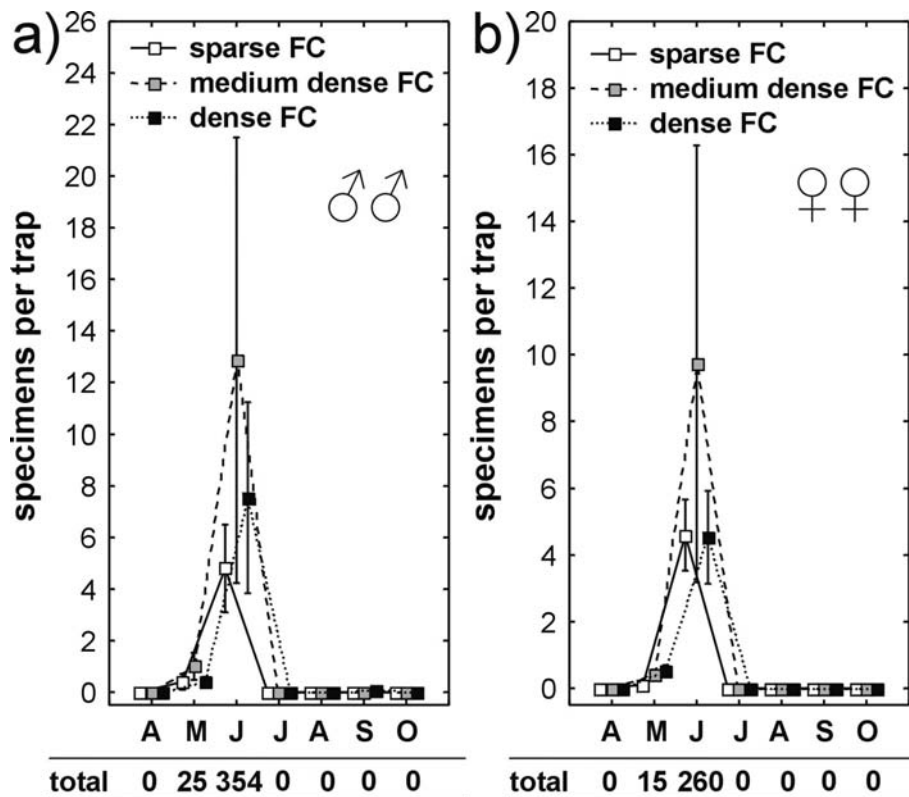 a)
sparse FC
medium dense FC
dense FC
♂♂
specimens per trap
26
24
22
20
18
16
14
12
10
8
6
4
2
0
A M J J A S O
total 0 25 354 0 0 0 0
b)
sparse FC
medium dense FC
dense FC
♀♀
specimens per trap
20
18
16
14
12
10
8
6
4
2
0
A M J J A S O
total 0 15 260 0 0 0 0